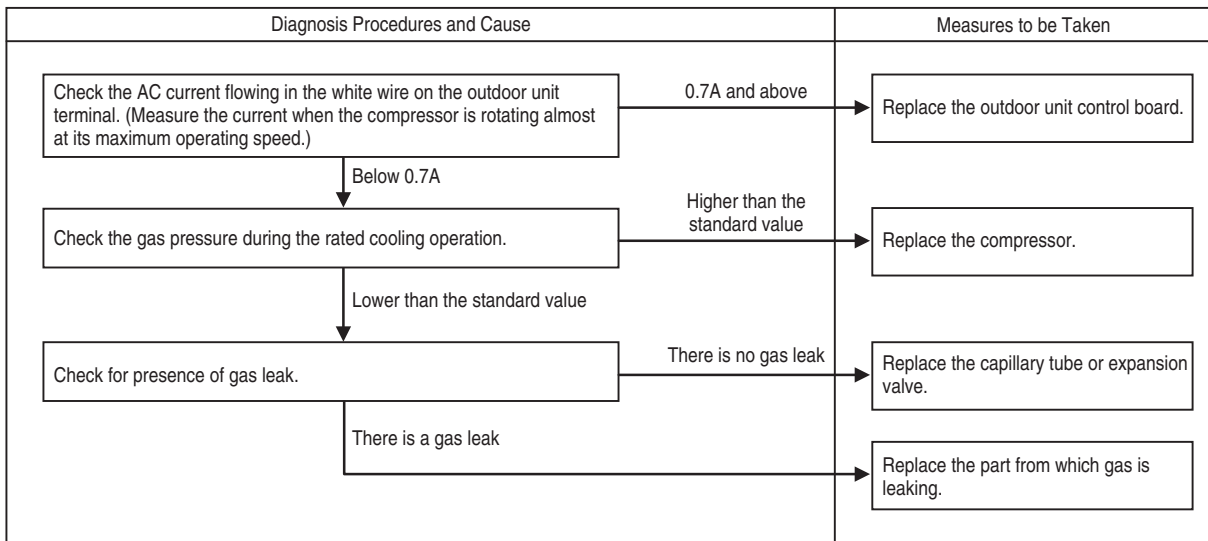 Diagnosis Procedures and Cause
Measures to be Taken
Check the AC current flowing in the white wire on the outdoor unit
terminal. (Measure the current when the compressor is rotating almost
at its maximum operating speed.)
0.7A and above
Replace the outdoor unit control board.
Below 0.7A
Check the gas pressure during the rated cooling operation.
Higher than the
standard value
Replace the compressor.
Lower than the standard value
Check for presence of gas leak.
There is no gas leak
Replace the capillary tube or expansion
valve.
There is a gas leak
Replace the part from which gas is
leaking.